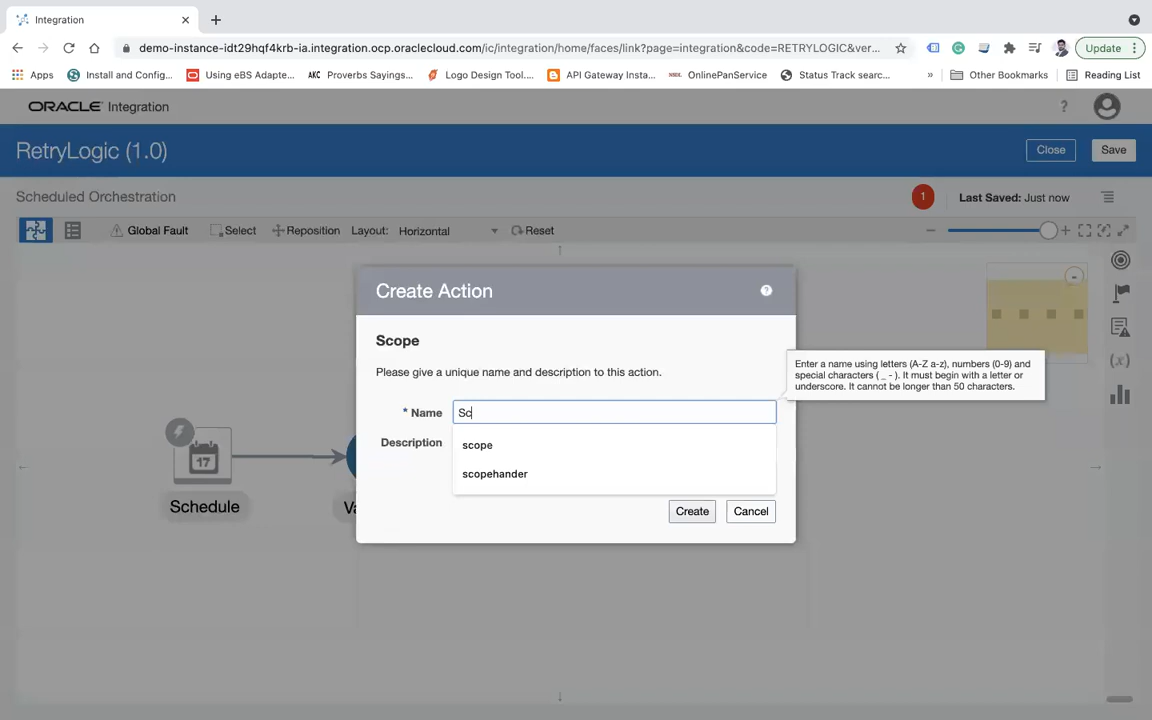 Integration
demo-instance-idt29hqf4krb-ia.integration.ocp.oraclecloud.com/ic/integration/home/faces/link?page=integration&code=RETRYLOGIC&ver...
Update
Apps
Install and Config...
Using eBS Adapte...
AKC
Proverbs Sayings...
Logo Design Tool....
API Gateway Insta...
OnlinePanService
Status Track searc...
»
Other Bookmarks
Reading List
ORACLE Integration
?
RetryLogic (1.0)
Close
Save
Scheduled Orchestration
1
Last Saved: Just now
Global Fault
Select
Reposition
Layout:
Horizontal
Reset
Create Action
?
Scope
Please give a unique name and description to this action.
Enter a name using letters (A-Z a-z), numbers (0-9) and
special characters ( _ - ). It must begin with a letter or
underscore. It cannot be longer than 50 characters.
* Name
Sc
Description
scope
scopehander
Create
Cancel
17
Schedule
Va
(x)